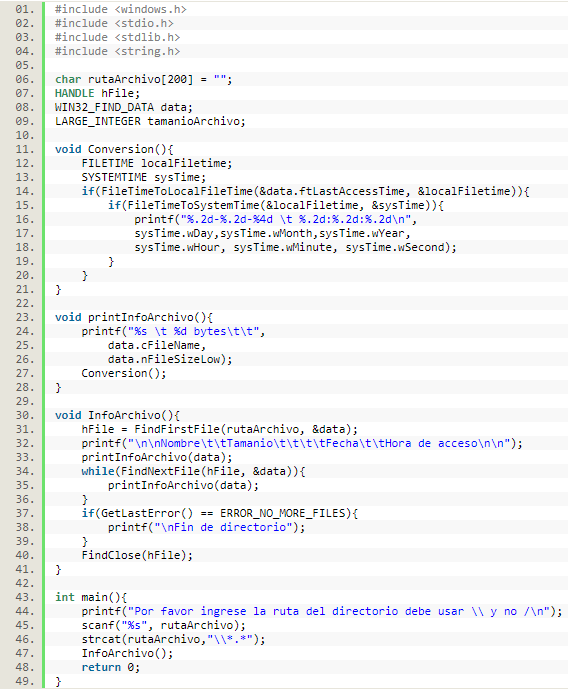 01. #include <windows.h>
02. #include <stdio.h>
03. #include <stdlib.h>
04. #include <string.h>
05.
06. char rutaArchivo[200] = "";
07. HANDLE hFile;
08. WIN32_FIND_DATA data;
09. LARGE_INTEGER tamanioArchivo;
10.
11. void Conversion(){
12.     FILETIME localFiletime;
13.     SYSTEMTIME sysTime;
14.     if(FileTimeToLocalFileTime(&data.ftLastAccessTime, &localFiletime)){
15.         if(FileTimeToSystemTime(&localFiletime, &sysTime)){
16.             printf("%.2d-%.2d-%4d \t %.2d:%.2d:%.2d\n",
17.             sysTime.wDay,sysTime.wMonth,sysTime.wYear,
18.             sysTime.wHour, sysTime.wMinute, sysTime.wSecond);
19.         }
20.     }
21. }
22.
23. void printInfoArchivo(){
24.     printf("%s \t %d bytes\t\t",
25.         data.cFileName,
26.         data.nFileSizeLow);
27.     Conversion();
28. }
29.
30. void InfoArchivo(){
31.     hFile = FindFirstFile(rutaArchivo, &data);
32.     printf("\n\nNombre\t\tTamanio\t\t\t\tFecha\t\tHora de acceso\n\n");
33.     printInfoArchivo(data);
34.     while(FindNextFile(hFile, &data)){
35.         printInfoArchivo(data);
36.     }
37.     if(GetLastError() == ERROR_NO_MORE_FILES){
38.         printf("\nFin de directorio");
39.     }
40.     FindClose(hFile);
41. }
42.
43. int main(){
44.     printf("Por favor ingrese la ruta del directorio debe usar \\ y no /\n");
45.     scanf("%s", rutaArchivo);
46.     strcat(rutaArchivo,"\\*.*");
47.     InfoArchivo();
48.     return 0;
49. }